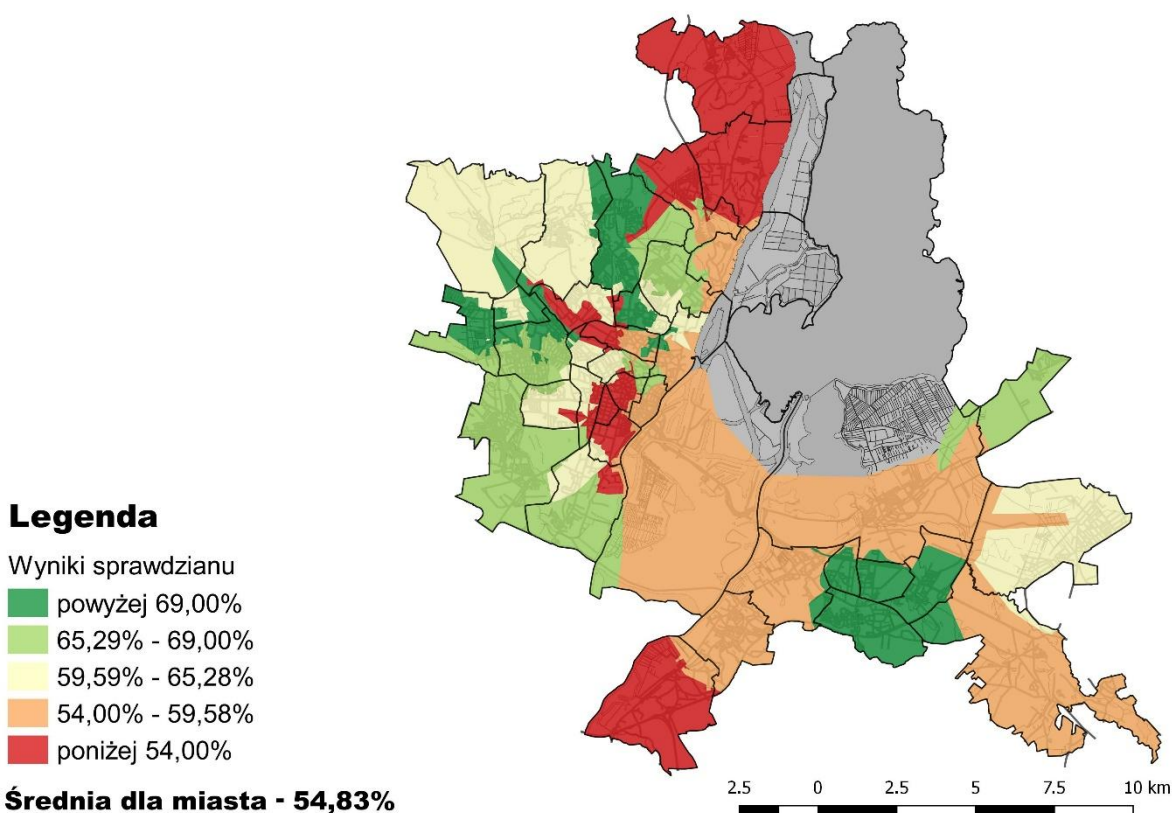 Legenda
Wyniki sprawdzianu
powyżej 69,00%
65,29% - 69,00%
59,59% - 65,28%
54,00% - 59,58%
poniżej 54,00%
Średnia dla miasta - 54,83%
2.5 0 2.5 5 7.5 10 km